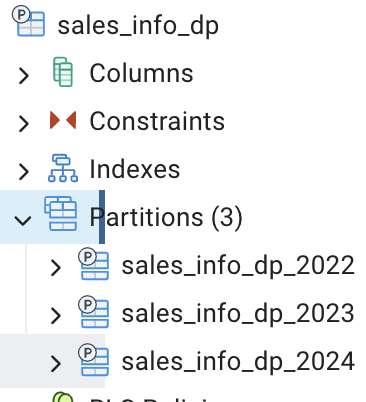 P sales_info_dp
Columns
Constraints
Indexes
Partitions (3)
P sales_info_dp_2022
P sales_info_dp_2023
P sales_info_dp_2024